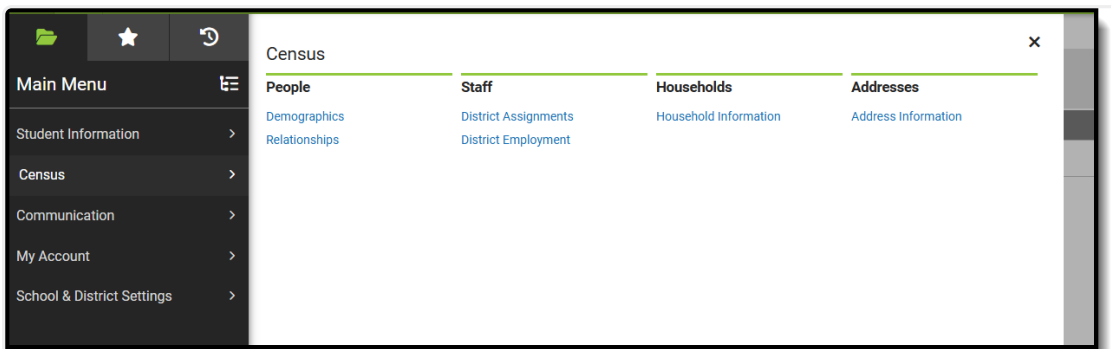 Main Menu
Student Information
Census
Communication
My Account
School & District Settings
Census
People
Demographics
Relationships
Staff
District Assignments
District Employment
Households
Household Information
Addresses
Address Information